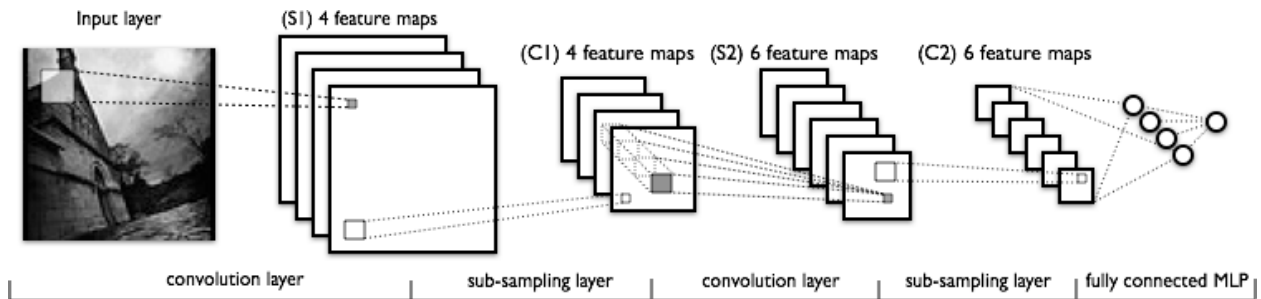 Input layer
(S1) 4 feature maps
(C1) 4 feature maps
(S2) 6 feature maps
(C2) 6 feature maps
convolution layer
sub-sampling layer
convolution layer
sub-sampling layer
fully connected MLP